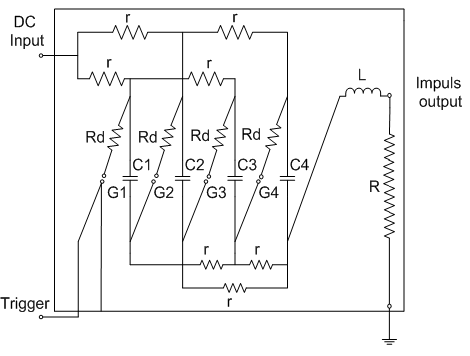 DC
Input
r
r
r
r
L
Impuls
output
Rd
Rd
Rd
Rd
C1
C2
C3
C4
G1
G2
G3
G4
R
r
r
r
Trigger